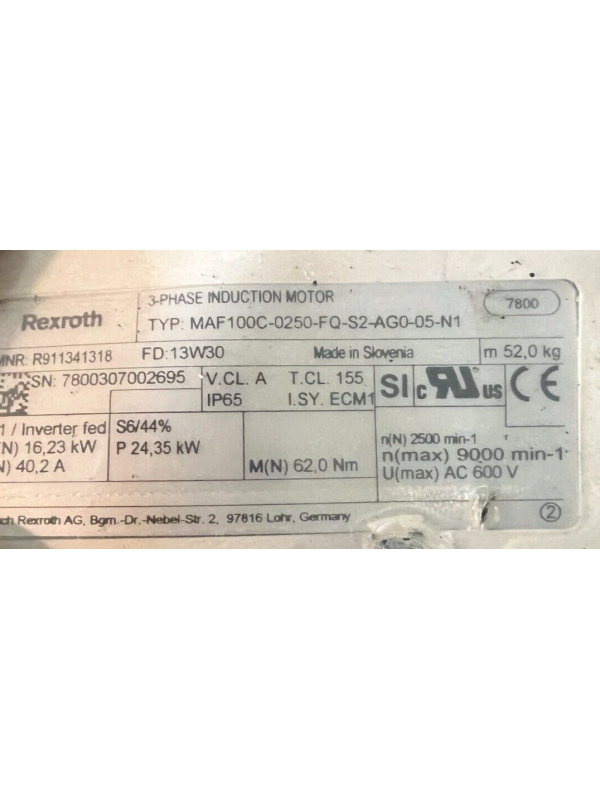 3-PHASE INDUCTION MOTOR
7800
Rexroth
TYP: MAF100C-0250-FQ-S2-AG0-05-N1
MNR: R911341318 FD:13W30 Made in Slovenia m 52,0 kg
SN: 7800307002695 V.CL. A T.CL. 155 SI c RU us CE
IP65 I.SY. ECM1
1 / Inverter fed S6/44%
(N) 16,23 kW P 24,35 kW
n(N) 2500 min-1
n(max) 9000 min-1
N) 40,2 A M(N) 62,0 Nm U(max) AC 600 V
ch Rexroth AG, Bgm.-Dr.-Nebel-Str. 2, 97816 Lohr, Germany 2